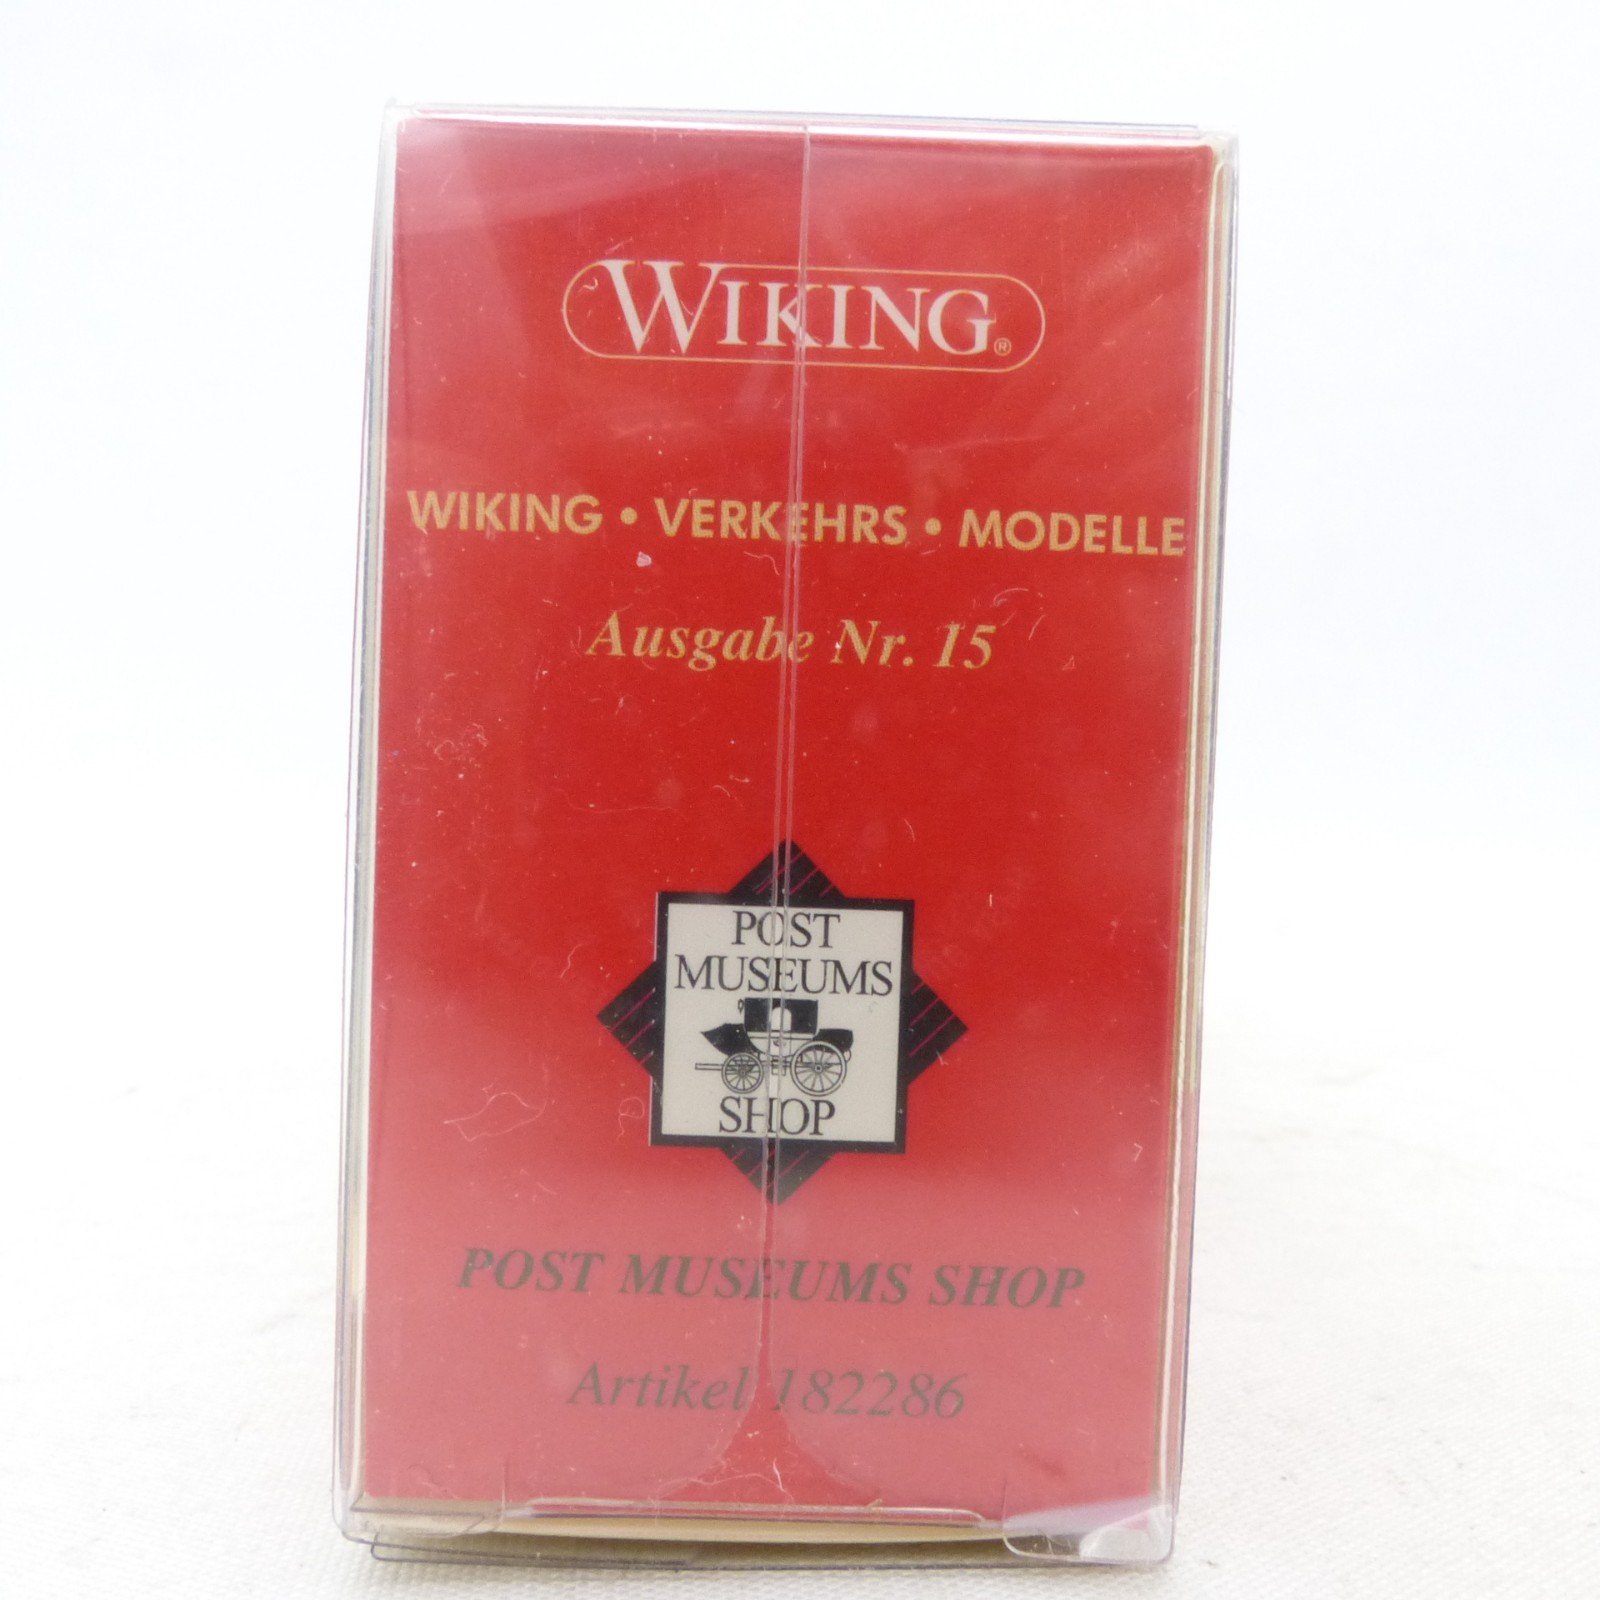 WIKING®
WIKING • VERKEHRS • MODELLE
Ausgabe Nr. 15
POST
MUSEUMS
SHOP
POST MUSEUMS SHOP
Artikel 182286